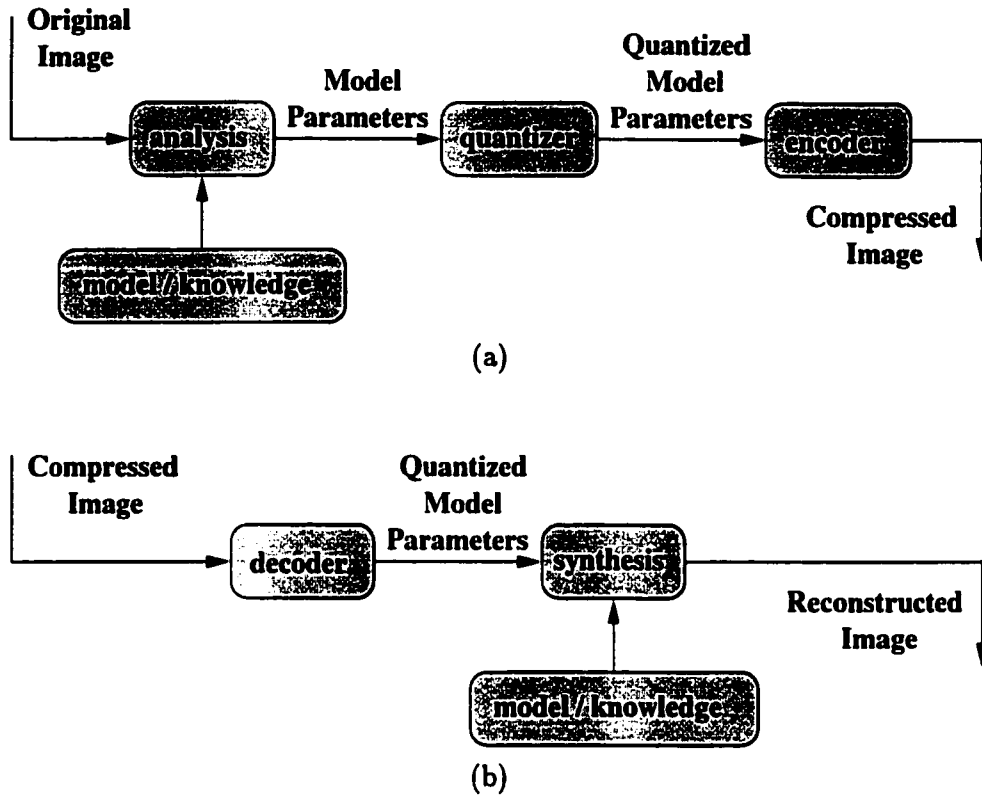 Original
Image
Model
Parameters
Quantized
Model
Parameters
analysis
quantizer
encoder
Compressed
Image
model / knowledge
(a)
Compressed
Image
Quantized
Model
Parameters
decoder
synthesis
Reconstructed
Image
model / knowledge
(b)